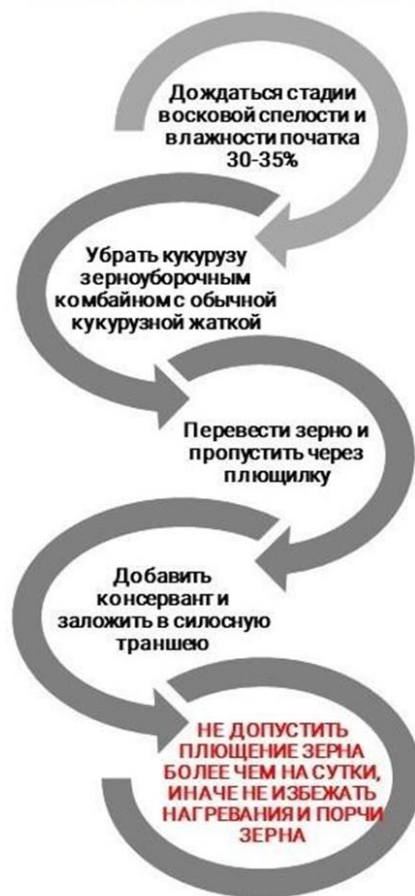 Дождаться стадии
восковой спелости и
влажности початка
30-35%
Убрать кукурузу
зерноуборочным
комбайном с обычной
кукурузной жаткой
Перевести зерно и
пропустить через
плющилку
Добавить
консервант и
заложить в силосную
траншею
НЕ ДОПУСТИТЬ
ПЛЮЩЕНИЕ ЗЕРНА
БОЛЕЕ ЧЕМ НА СУТКИ,
ИНАЧЕ НЕ ИЗБЕЖАТЬ
НАГРЕВАНИЯ И ПОРЧИ
ЗЕРНА